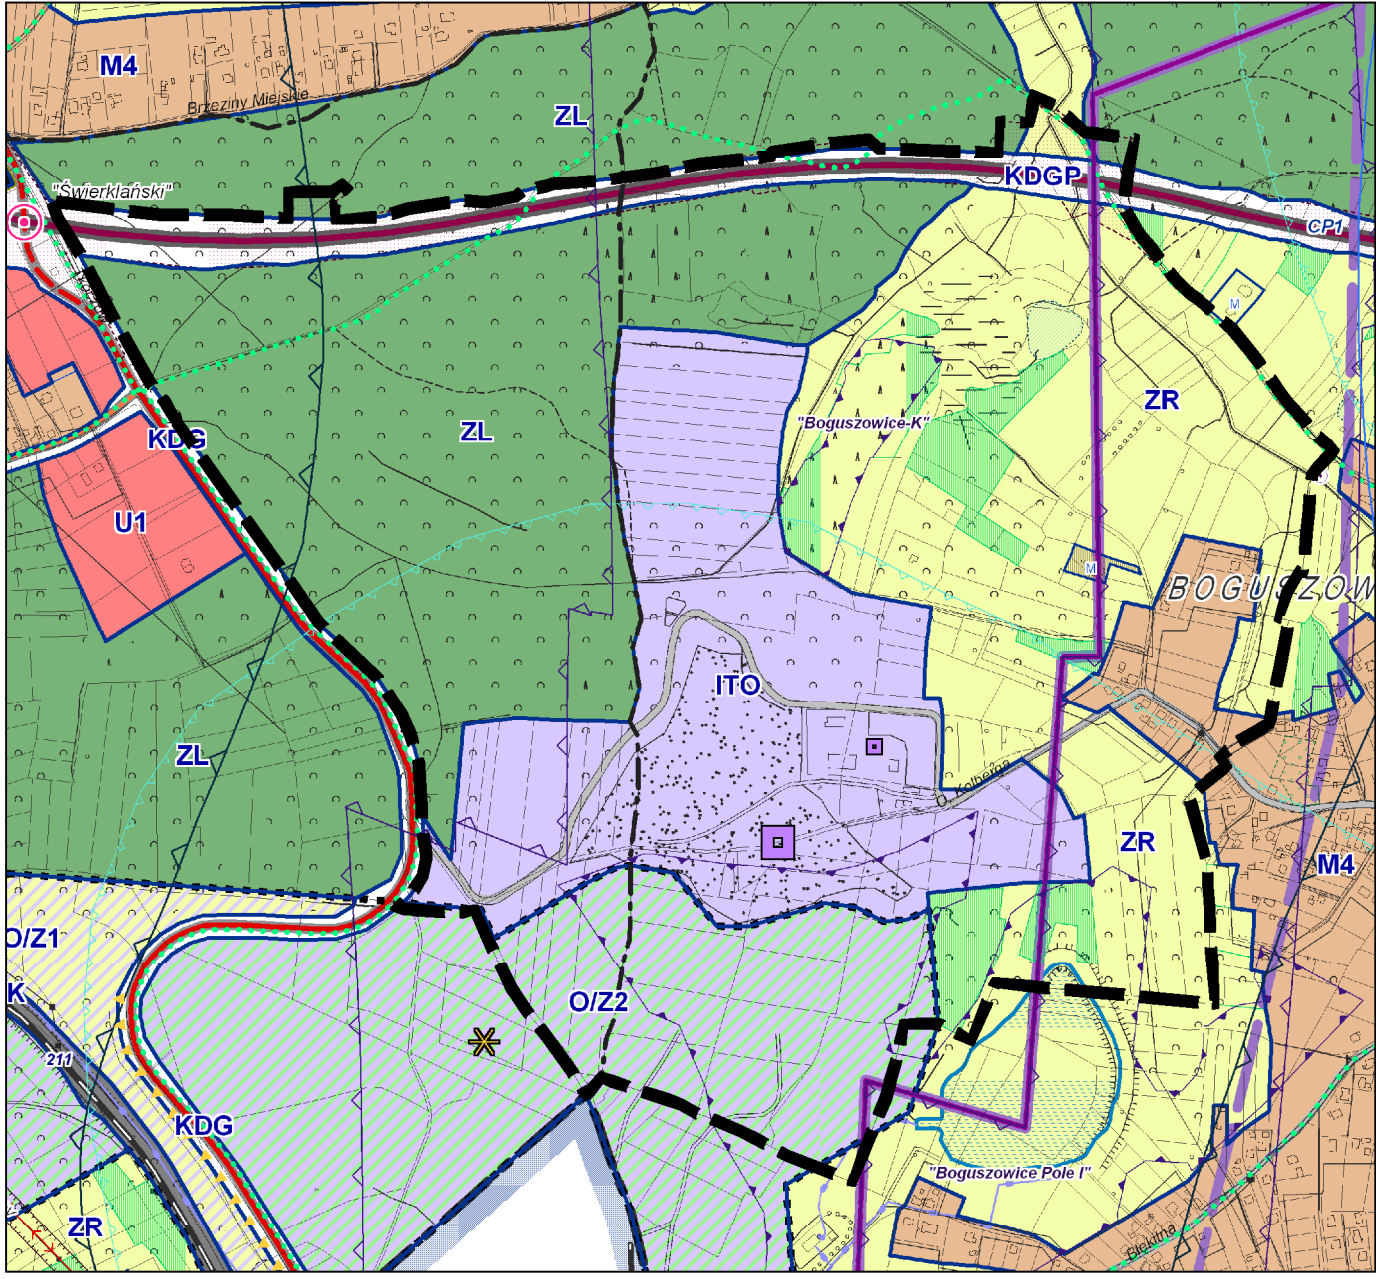 M4
Brzeziny Miejskie
ZL
"Świerklański"
KDGP
CP1
M
ZR
"Boguszowice-K"
KDG
ZL
U1
M
BOGUSZOW
ITO
ZL
Kolberga
ZR
M4
O/Z1
K
O/Z2
211
KDG
"Boguszowice Pole I"
ZR
Błękitna